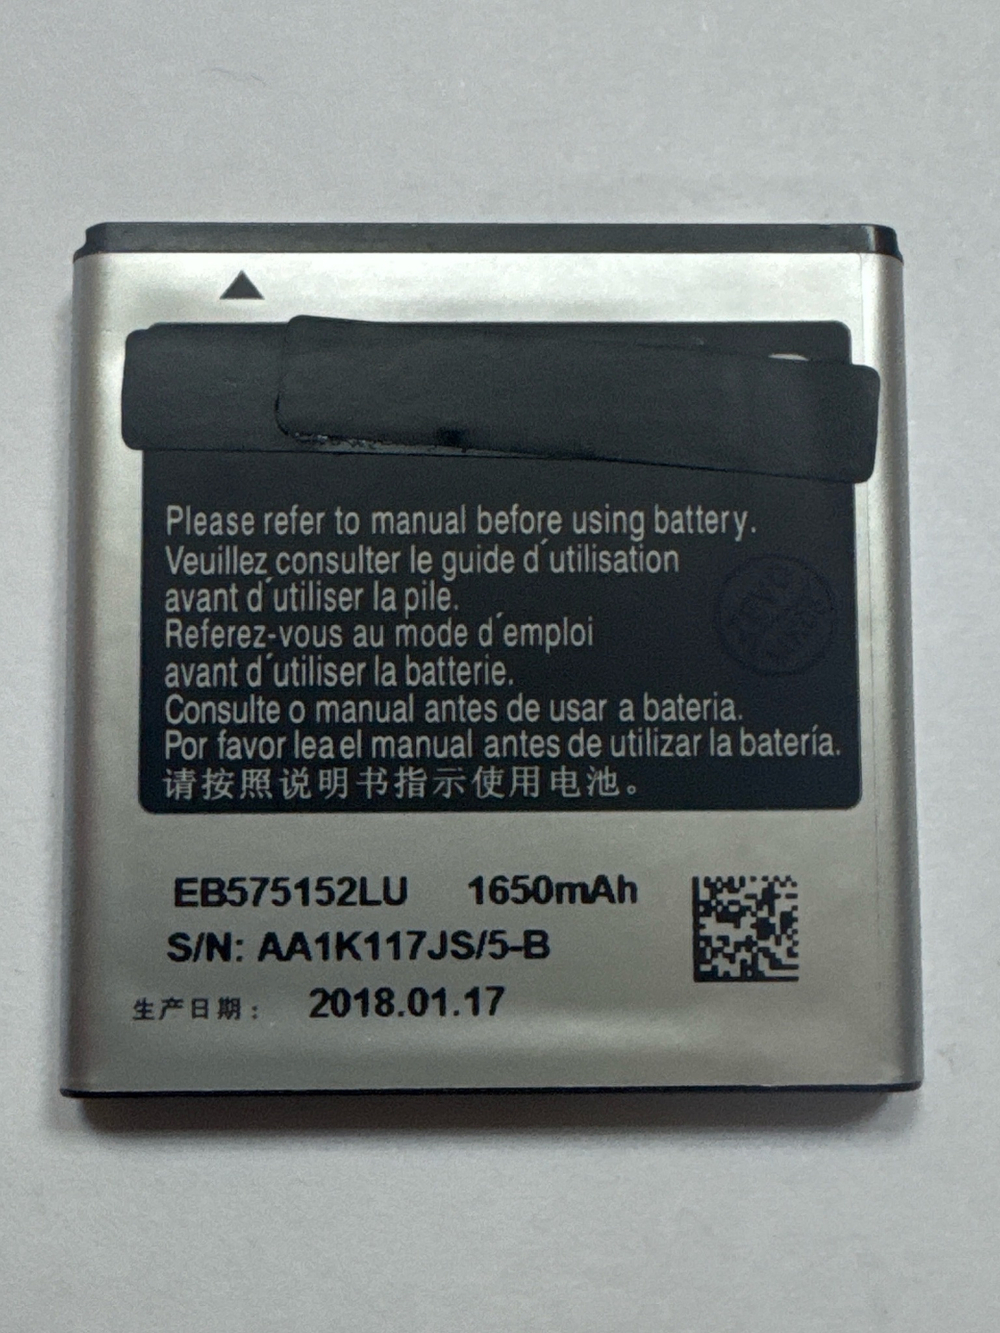 Please refer to manual before using battery.
Veuillez consulter le guide d´utilisation
avant d´utiliser la pile.
Referez-vous au mode d´emploi
avant d´utiliser la batterie.
Consulte o manual antes de usar a bateria.
Por favor lea el manual antes de utilizar la batería.
请按照说明书指示使用电池。
EB575152LU 1650mAh
S/N: AA1K117JS/5-B
生产日期: 2018.01.17